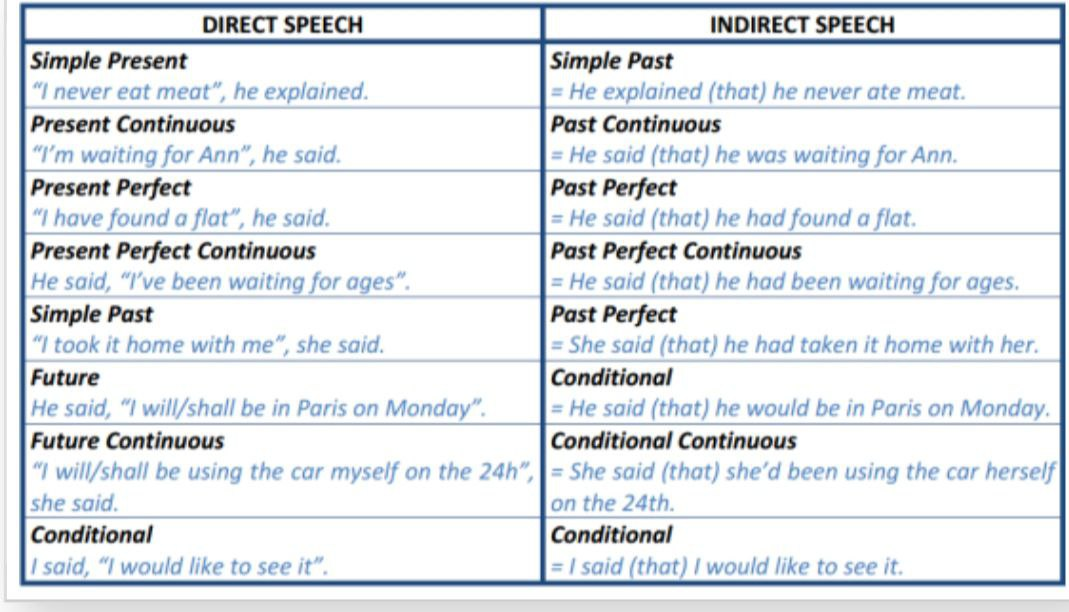 DIRECT SPEECH
INDIRECT SPEECH
Simple Present
"I never eat meat", he explained.
Simple Past
= He explained (that) he never ate meat.
Present Continuous
"I'm waiting for Ann", he said.
Past Continuous
= He said (that) he was waiting for Ann.
Present Perfect
"I have found a flat", he said.
Past Perfect
= He said (that) he had found a flat.
Present Perfect Continuous
He said, "I've been waiting for ages".
Past Perfect Continuous
= He said (that) he had been waiting for ages.
Simple Past
"I took it home with me", she said.
Past Perfect
= She said (that) he had taken it home with her.
Future
He said, "I will/shall be in Paris on Monday".
Conditional
= He said (that) he would be in Paris on Monday.
Future Continuous
"I will/shall be using the car myself on the 24h",
she said.
Conditional Continuous
= She said (that) she'd been using the car herself
on the 24th.
Conditional
I said, "I would like to see it".
Conditional
= I said (that) I would like to see it.